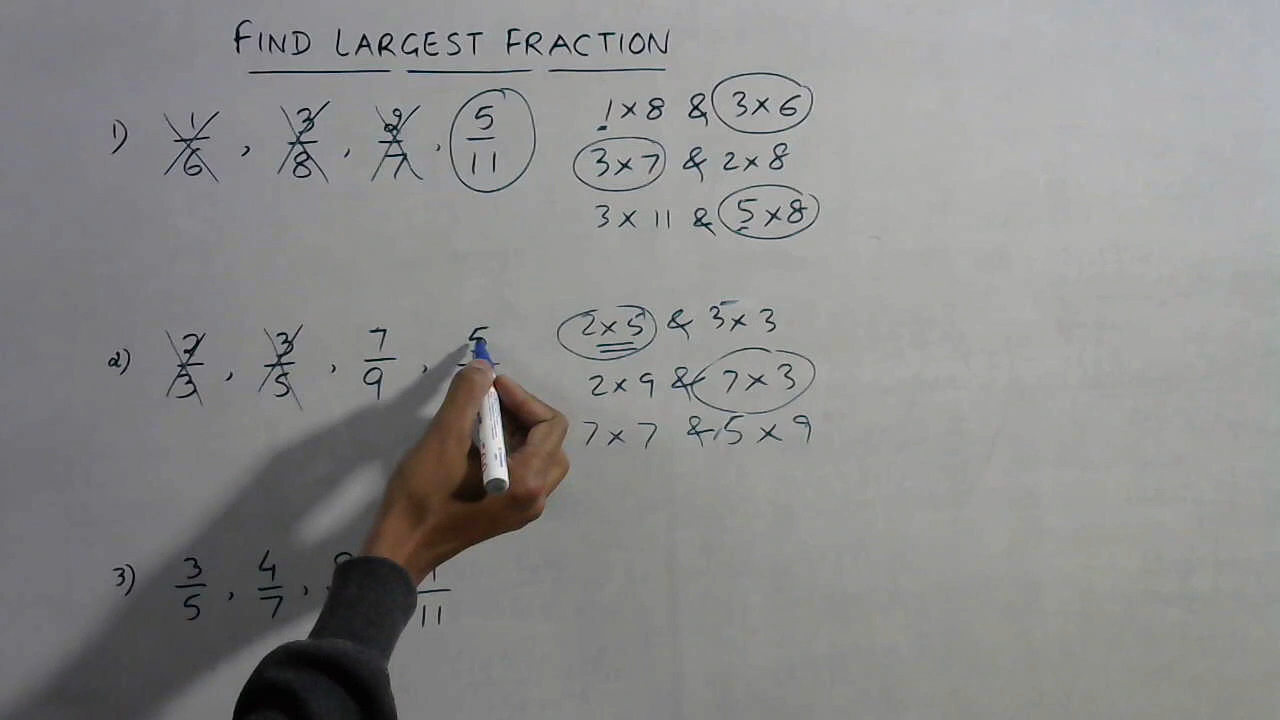 FIND LARGEST FRACTION
1) 1/6 , 3/8 , 2/7 , 5/11
1×8 & 3×6
3×7 & 2×8
3×11 & 5×8
2) 2/3 , 3/5 , 7/9 , 5
2×5 & 3×3
2×9 & 7×3
7×7 & 5×9
3) 3/5 , 4/7 , /11